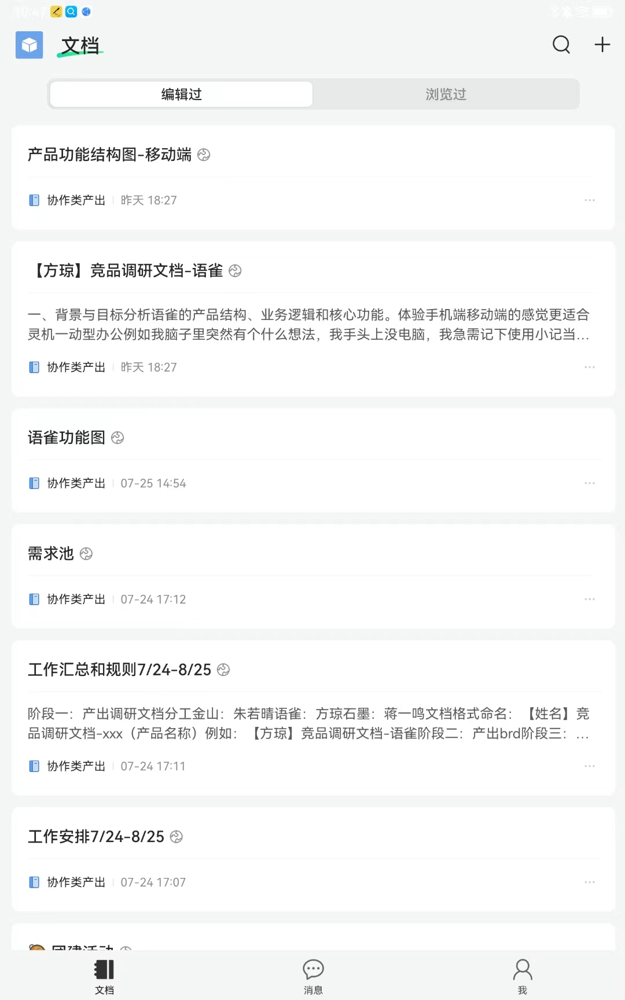 文档
编辑过
浏览过
产品功能结构图-移动端
协作类产出
昨天 18:27
【方琼】竞品调研文档-语雀
一、背景与目标分析语雀的产品结构、业务逻辑和核心功能。体验手机端移动端的感觉更适合
灵机一动型办公例如我脑子里突然有个什么想法，我手头上没电脑，我急需记下使用小记当...
协作类产出
昨天 18:27
语雀功能图
协作类产出
07-25 14:54
需求池
协作类产出
07-24 17:12
工作汇总和规则7/24-8/25
阶段一：产出调研文档分工金山：朱若晴语雀：方琼石墨：蒋一鸣文档格式命名：【姓名】竞
品调研文档-xxx（产品名称）例如：【方琼】竞品调研文档-语雀阶段二：产出brd阶段三：...
协作类产出
07-24 17:11
工作安排7/24-8/25
协作类产出
07-24 17:07
团建活动
文档
消息
我